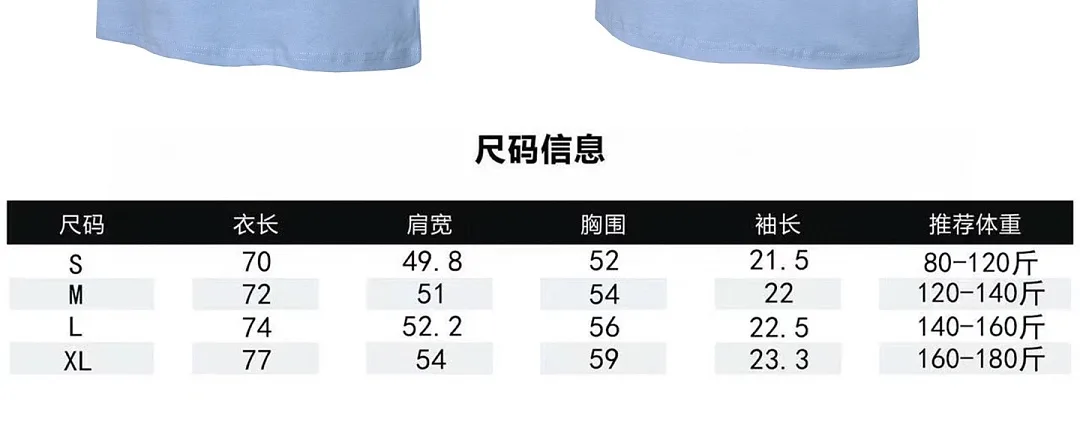 尺码信息
尺码 衣长 肩宽 胸围 袖长 推荐体重
S 70 49.8 52 21.5 80-120斤
M 72 51 54 22 120-140斤
L 74 52.2 56 22.5 140-160斤
XL 77 54 59 23.3 160-180斤